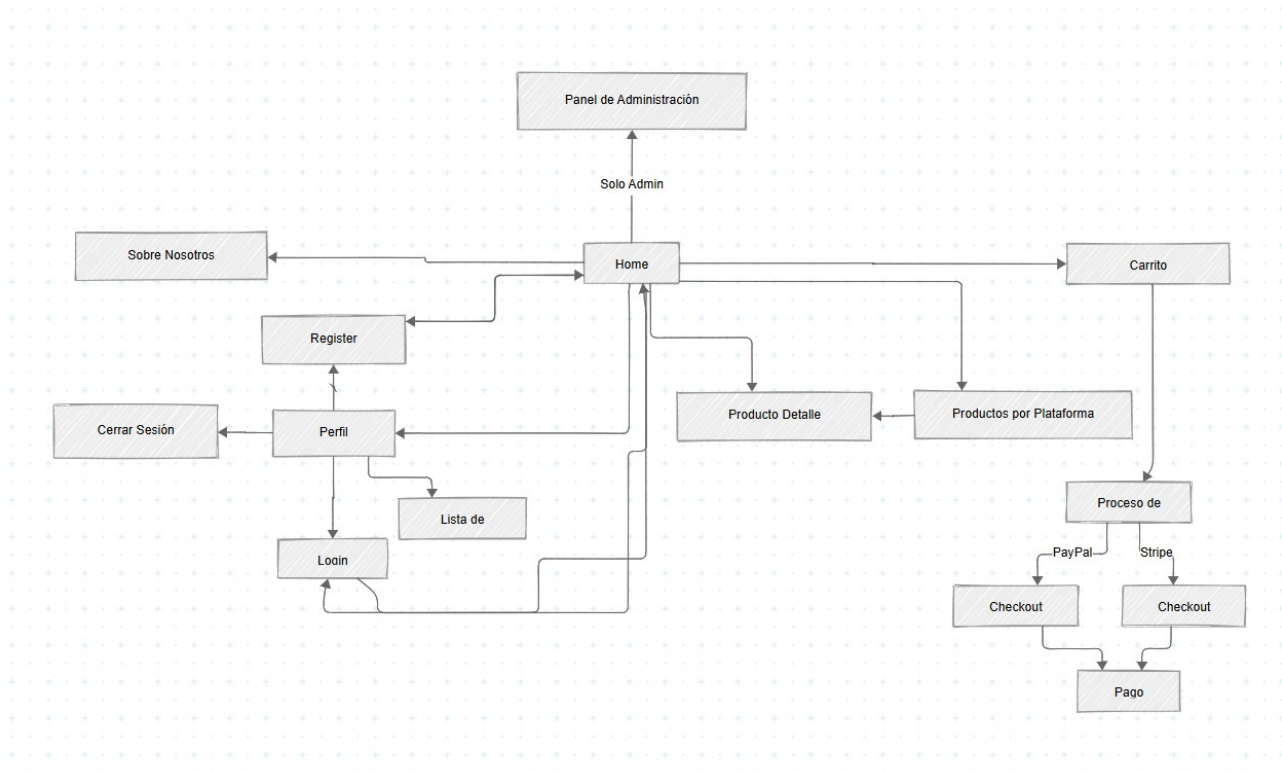 Panel de Administración
Solo Admin
Sobre Nosotros
Home
Carrito
Register
Cerrar Sesión
Perfil
Producto Detalle
Productos por Plataforma
Lista de
Proceso de
Login
PayPal
Stripe
Checkout
Checkout
Pago